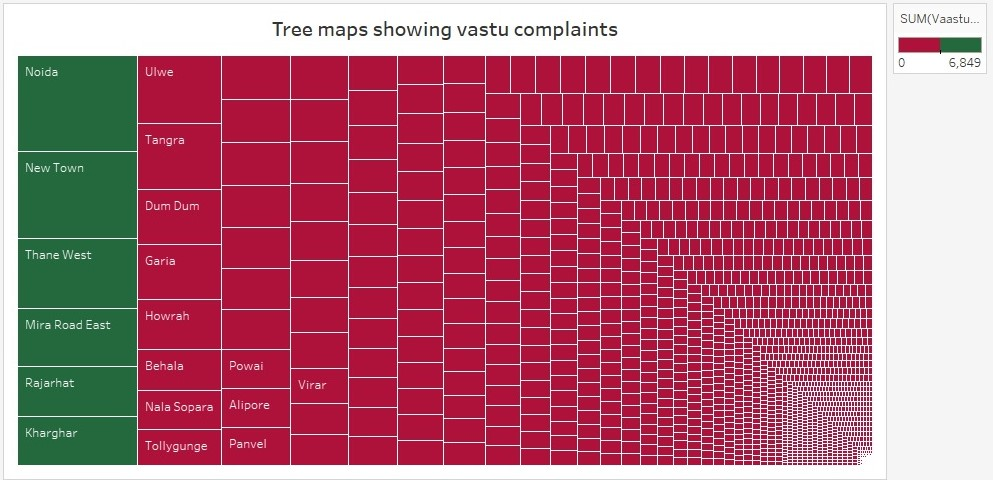 Tree maps showing vastu complaints
SUM(Vaastu...
0 6,849
Noida
New Town
Thane West
Mira Road East
Rajarhat
Kharghar
Ulwe
Tangra
Dum Dum
Garia
Howrah
Behala
Nala Sopara
Tollygunge
Powai
Alipore
Panvel
Virar